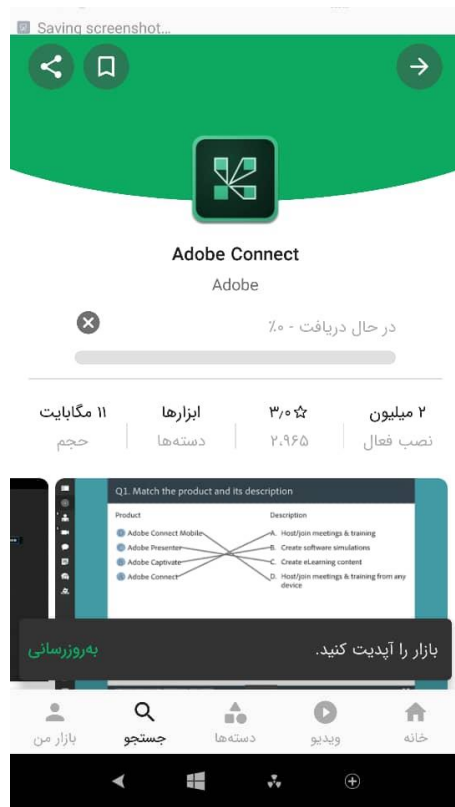 Saving screenshot...
Adobe Connect
Adobe
در حال دریافت - ۰٪
۲ میلیون
نصب فعال
۳٫۰☆
۲،۹۶۵
ابزارها
دسته‌ها
۱۱ مگابایت
حجم
Q1. Match the product and its description
Product
Description
Adobe Connect Mobile
A. Host/join meetings & training
Adobe Presenter
B. Create software simulations
Adobe Captivate
C. Create eLearning content
Adobe Connect
D. Host/join meetings & training from any
device
بازار را آپدیت کنید.
به‌روزرسانی
خانه
ویدیو
دسته‌ها
جستجو
بازار من